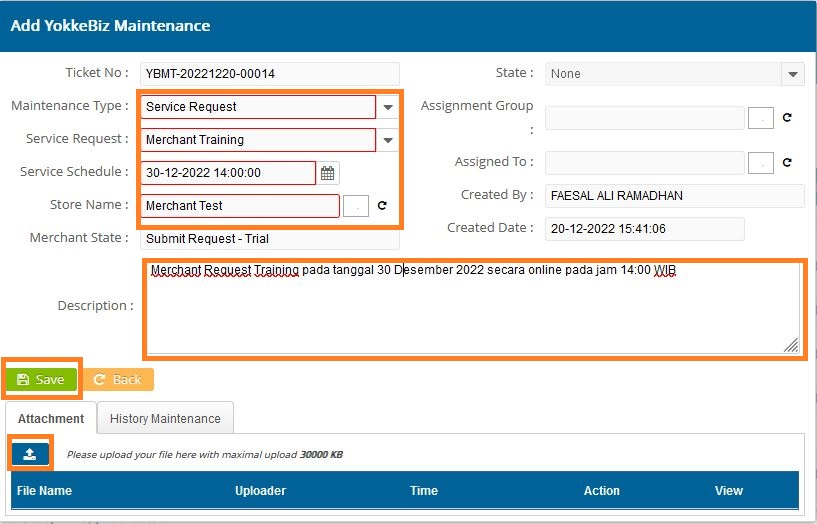 Add YokkeBiz Maintenance
Ticket No : YBMT-20221220-00014
State : None
Maintenance Type : Service Request
Assignment Group :
Service Request : Merchant Training
Service Schedule : 30-12-2022 14:00:00
Assigned To :
Store Name : Merchant Test
Created By : FAESAL ALI RAMADHAN
Merchant State : Submit Request - Trial
Created Date : 20-12-2022 15:41:06
Description : Merchant Request Training pada tanggal 30 Desember 2022 secara online pada jam 14:00 WIB
Save Back
Attachment History Maintenance
Please upload your file here with maximal upload 30000 KB
File Name Uploader Time Action View